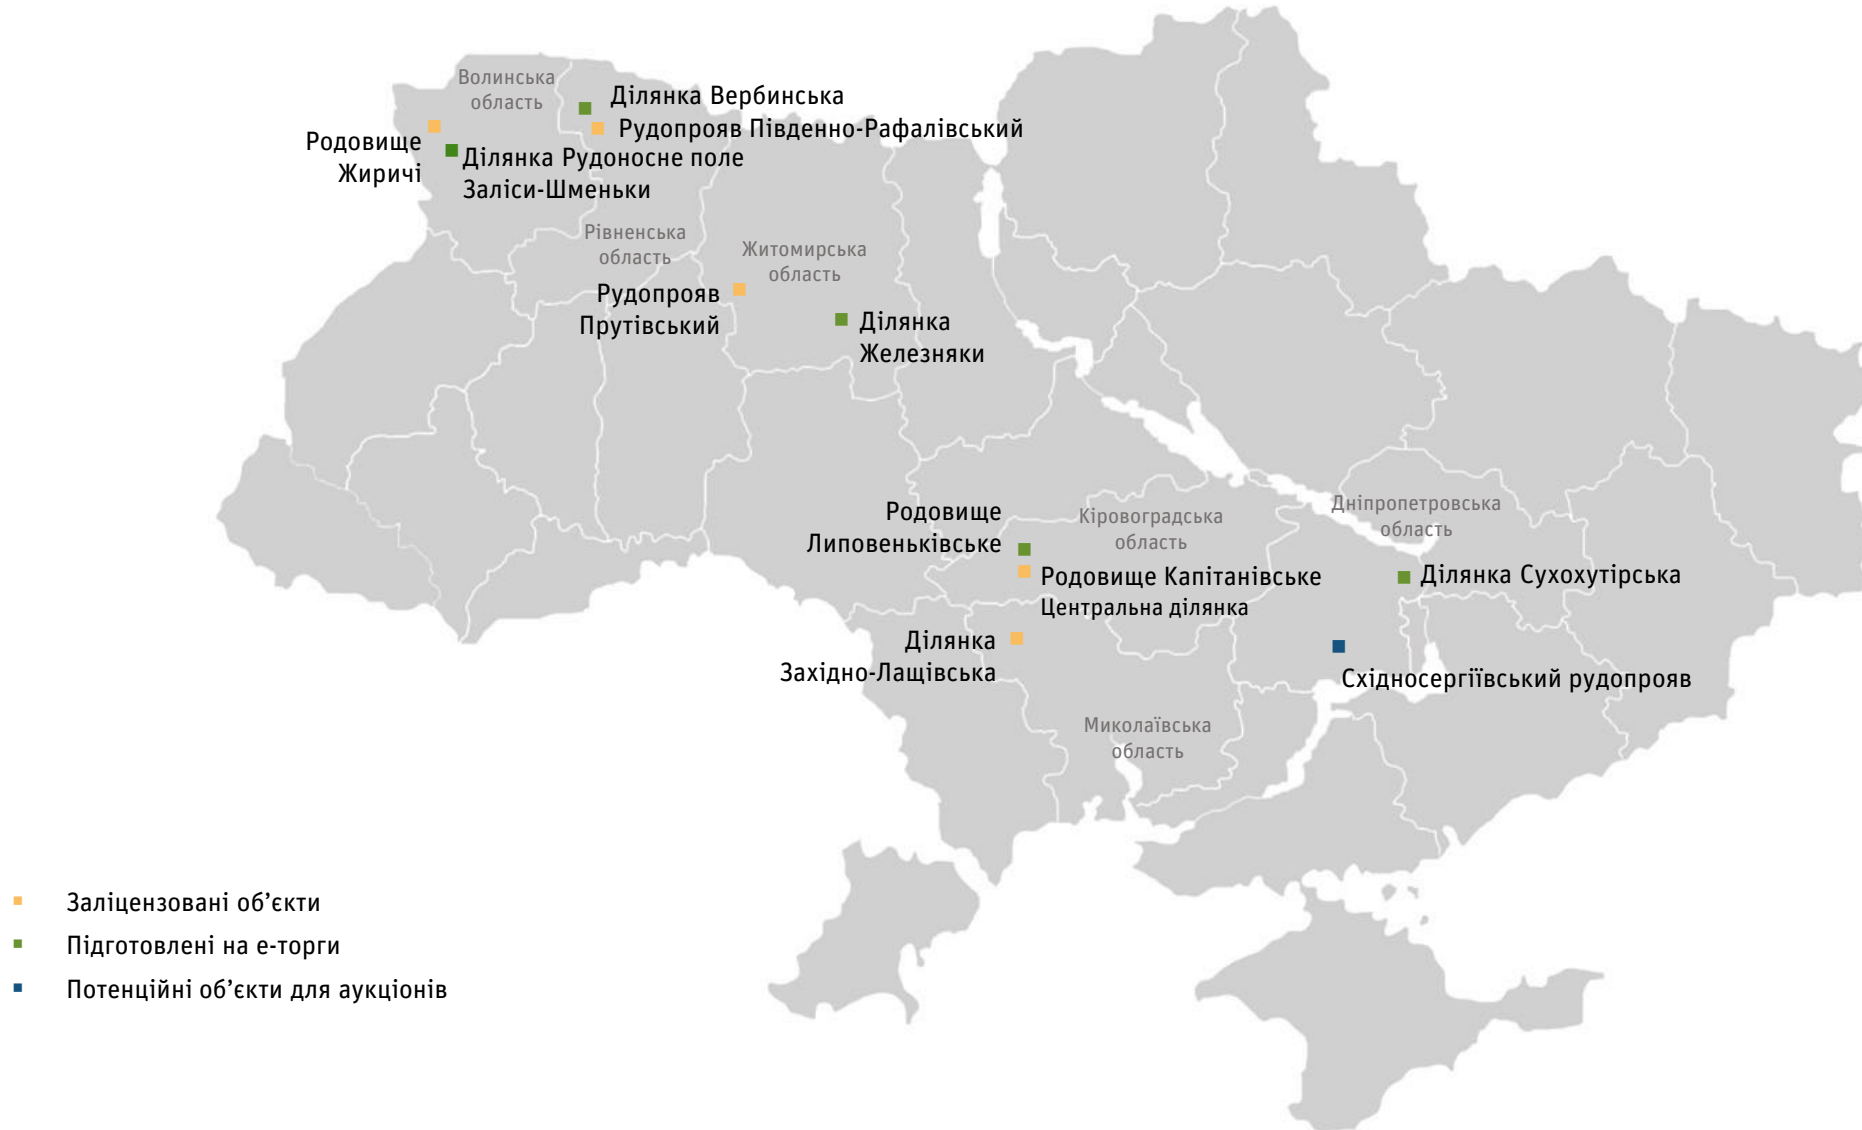 Волинська
область
Ділянка Вербинська
Рудопрояв Південно-Рафалівський
Родовище
Жиричі
Ділянка Рудоносне поле
Заліси-Шменьки
Рівненська
область
Житомирська
область
Рудопрояв
Прутівський
Ділянка
Железняки
Родовище
Липовеньківське
Кіровоградська
область
Дніпропетровська
область
Родовище Капітанівське
Центральна ділянка
Ділянка Сухохутірська
Ділянка
Західно-Лащівська
Східносергіївський рудопрояв
Миколаївська
область
Заліцензовані об’єкти
Підготовлені на е-торги
Потенційні об’єкти для аукціонів